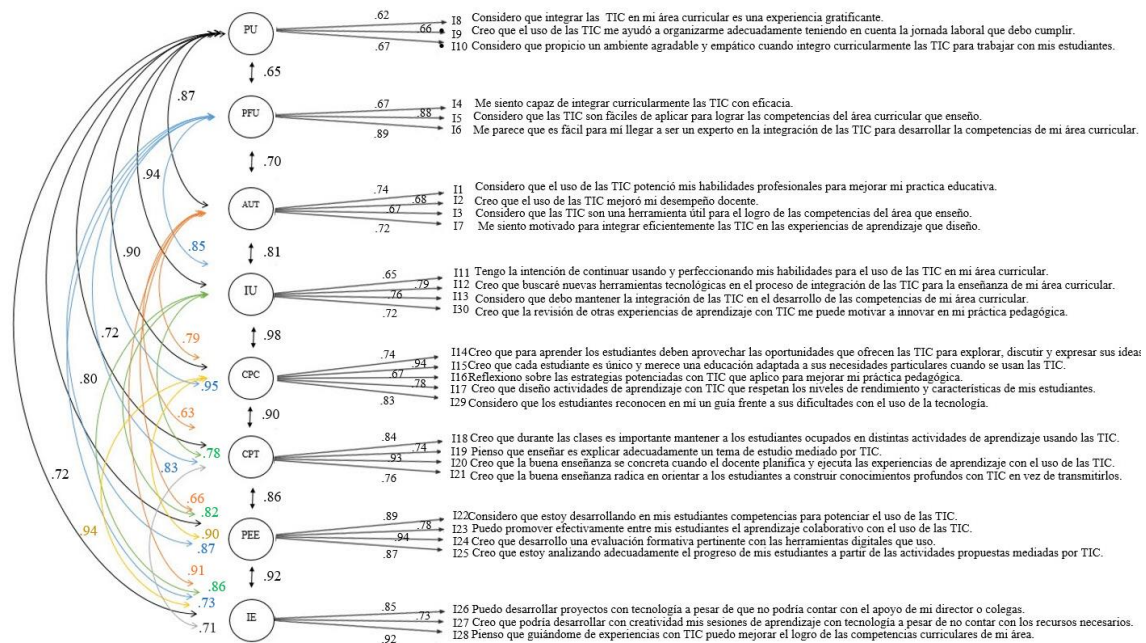 PU
.62 I8 Considero que integrar las TIC en mi área curricular es una experiencia gratificante.
.66 I9 Creo que el uso de las TIC me ayudó a organizarme adecuadamente teniendo en cuenta la jornada laboral que debo cumplir.
.67 I10 Considero que propicio un ambiente agradable y empático cuando integro curricularmente las TIC para trabajar con mis estudiantes.
.65
.87
PFU
.67 I4 Me siento capaz de integrar curricularmente las TIC con eficacia.
.88 I5 Considero que las TIC son fáciles de aplicar para lograr las competencias del área curricular que enseño.
.89 I6 Me parece que es fácil para mí llegar a ser un experto en la integración de las TIC para desarrollar la competencias de mi área curricular.
.70
.94
AUT
.74 I1 Considero que el uso de las TIC potenció mis habilidades profesionales para mejorar mi practica educativa.
.68 I2 Creo que el uso de las TIC mejoró mi desempeño docente.
.67 I3 Considero que las TIC son una herramienta útil para el logro de las competencias del área que enseño.
.72 I7 Me siento motivado para integrar eficientemente las TIC en las experiencias de aprendizaje que diseño.
.85
.81
.90
IU
.65 I11 Tengo la intención de continuar usando y perfeccionando mis habilidades para el uso de las TIC en mi área curricular.
.79 I12 Creo que buscaré nuevas herramientas tecnológicas en el proceso de integración de las TIC para la enseñanza de mi área curricular.
.76 I13 Considero que debo mantener la integración de las TIC en el desarrollo de las competencias de mi área curricular.
.72 I30 Creo que la revisión de otras experiencias de aprendizaje con TIC me puede motivar a innovar en mi práctica pedagógica.
.72
.79
.98
CPC
.74 I14 Creo que para aprender los estudiantes deben aprovechar las oportunidades que ofrecen las TIC para explorar, discutir y expresar sus ideas
.94 I15 Creo que cada estudiante es único y merece una educación adaptada a sus necesidades particulares cuando se usan las TIC.
.67 I16 Reflexiono sobre las estrategias potenciadas con TIC que aplico para mejorar mi práctica pedagógica.
.78 I17 Creo que diseño actividades de aprendizaje con TIC que respetan los niveles de rendimiento y características de mis estudiantes.
.83 I29 Considero que los estudiantes reconocen en mi un guía frente a sus dificultades con el uso de la tecnología.
.80
.95
.63
.90
CPT
.84 I18 Creo que durante las clases es importante mantener a los estudiantes ocupados en distintas actividades de aprendizaje usando las TIC.
.74 I19 Pienso que enseñar es explicar adecuadamente un tema de estudio mediado por TIC.
.93 I20 Creo que la buena enseñanza se concreta cuando el docente planifica y ejecuta las experiencias de aprendizaje con el uso de las TIC.
.76 I21 Creo que la buena enseñanza radica en orientar a los estudiantes a construir conocimientos profundos con TIC en vez de transmitirlos.
.78
.83
.72
.66
.86
.82
PEE
.89 I22 Considero que estoy desarrollando en mis estudiantes competencias para potenciar el uso de las TIC.
.78 I23 Puedo promover efectivamente entre mis estudiantes el aprendizaje colaborativo con el uso de las TIC.
.94 I24 Creo que desarrollo una evaluación formativa pertinente con las herramientas digitales que uso.
.87 I25 Creo que estoy analizando adecuadamente el progreso de mis estudiantes a partir de las actividades propuestas mediadas por TIC.
.94
.90
.87
.91
.92
.86
.73
.71
IE
.85 I26 Puedo desarrollar proyectos con tecnología a pesar de que no podría contar con el apoyo de mi director o colegas.
.73 I27 Creo que podría desarrollar con creatividad mis sesiones de aprendizaje con tecnología a pesar de no contar con los recursos necesarios.
.92 I28 Pienso que guiándome de experiencias con TIC puedo mejorar el logro de las competencias curriculares de mi área.